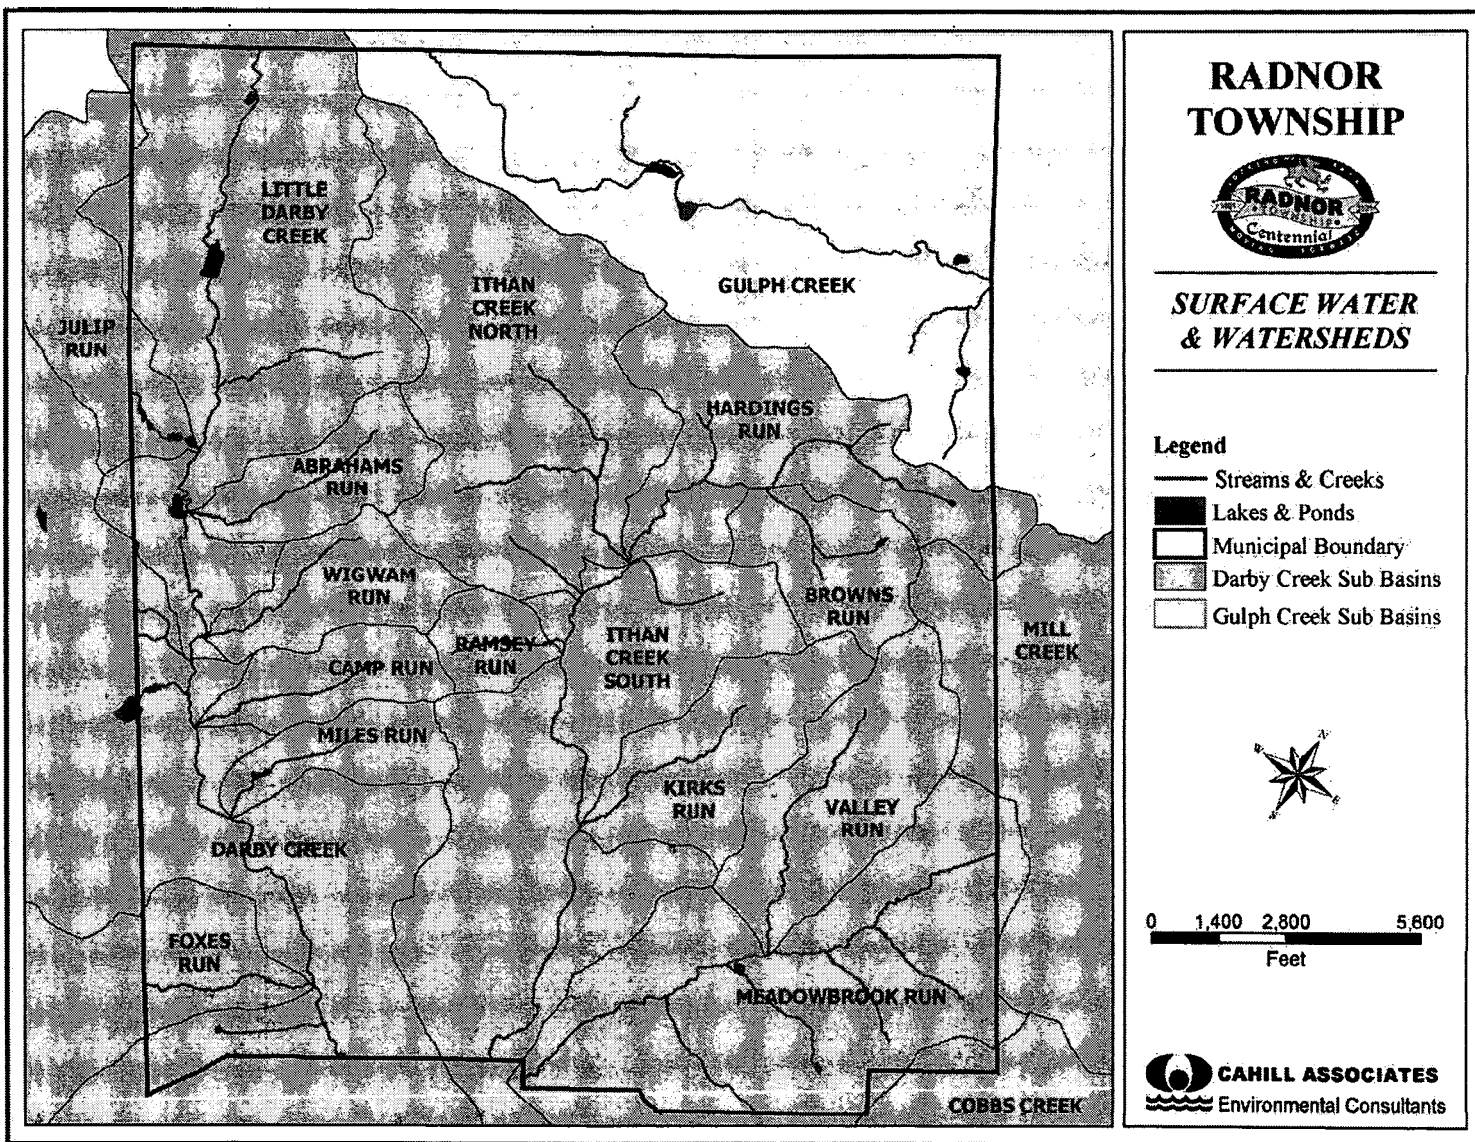 LITTLE
DARBY
CREEK
JULIP
RUN
ITHAN
CREEK
NORTH
GULPH CREEK
HARDINGS
RUN
ABRAHAMS
RUN
WIGWAM
RUN
BROWNS
RUN
RAMSEY
RUN
CAMP RUN
ITHAN
CREEK
SOUTH
MILL
CREEK
MILES RUN
KIRKS
RUN
VALLEY
RUN
DARBY CREEK
FOXES
RUN
MEADOWBROOK RUN
COBBS CREEK
RADNOR
TOWNSHIP
RADNOR
TOWNSHIP
Centennial
SURFACE WATER
& WATERSHEDS
Legend
Streams & Creeks
Lakes & Ponds
Municipal Boundary
Darby Creek Sub Basins
Gulph Creek Sub Basins
N
W
E
S
0 1,400 2,800 5,600
Feet
CAHILL ASSOCIATES
Environmental Consultants